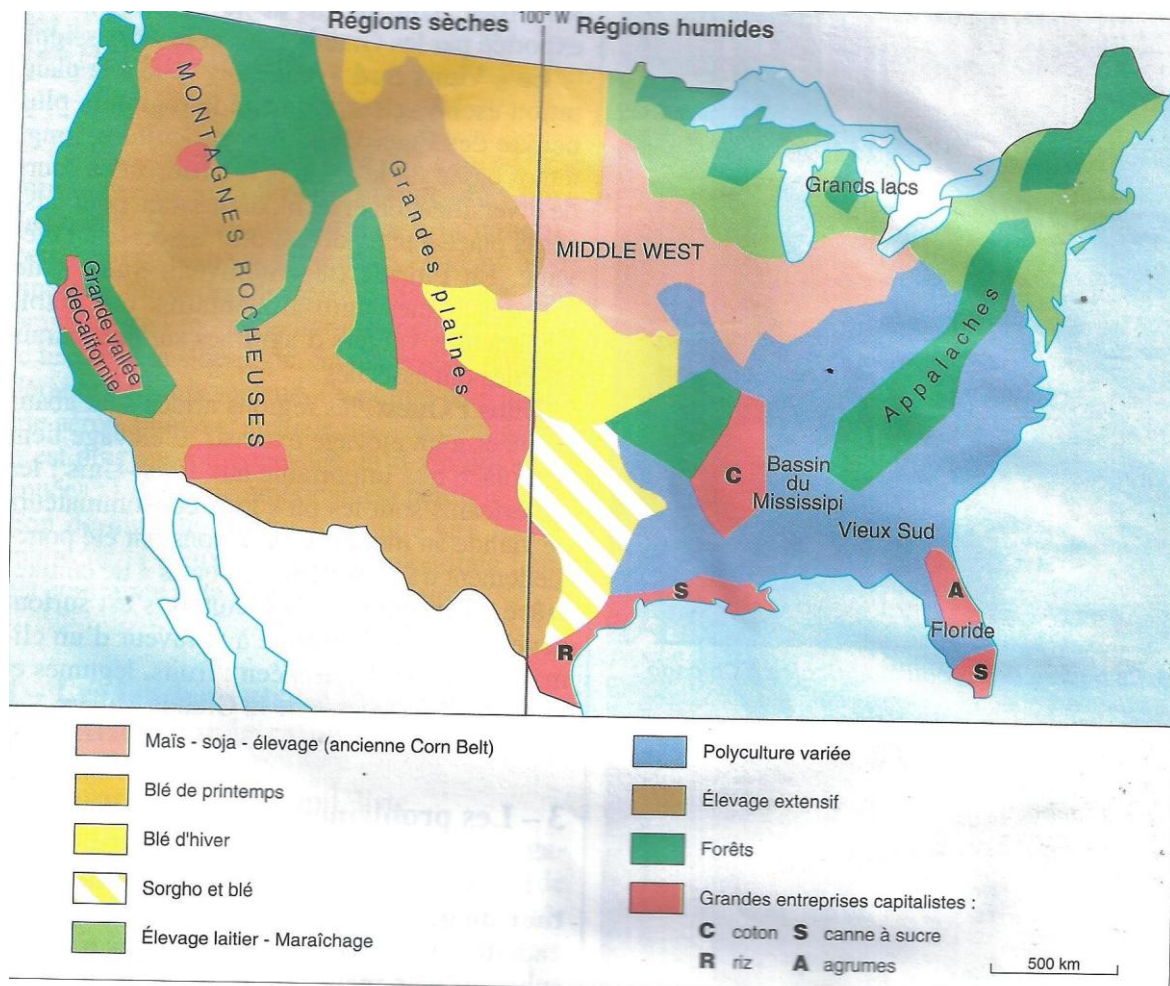 Régions sèches 100° W Régions humides
MONTAGNES ROCHEUSES
Grandes plaines
Grands lacs
MIDDLE WEST
Grande vallée
deCalifornie
Appalaches
C
Bassin
du
Mississipi
Vieux Sud
S
A
Floride
R
S
Maïs - soja - élevage (ancienne Corn Belt)
Blé de printemps
Blé d'hiver
Sorgho et blé
Élevage laitier - Maraîchage
Polyculture variée
Élevage extensif
Forêts
Grandes entreprises capitalistes :
C coton S canne à sucre
R riz A agrumes
500 km